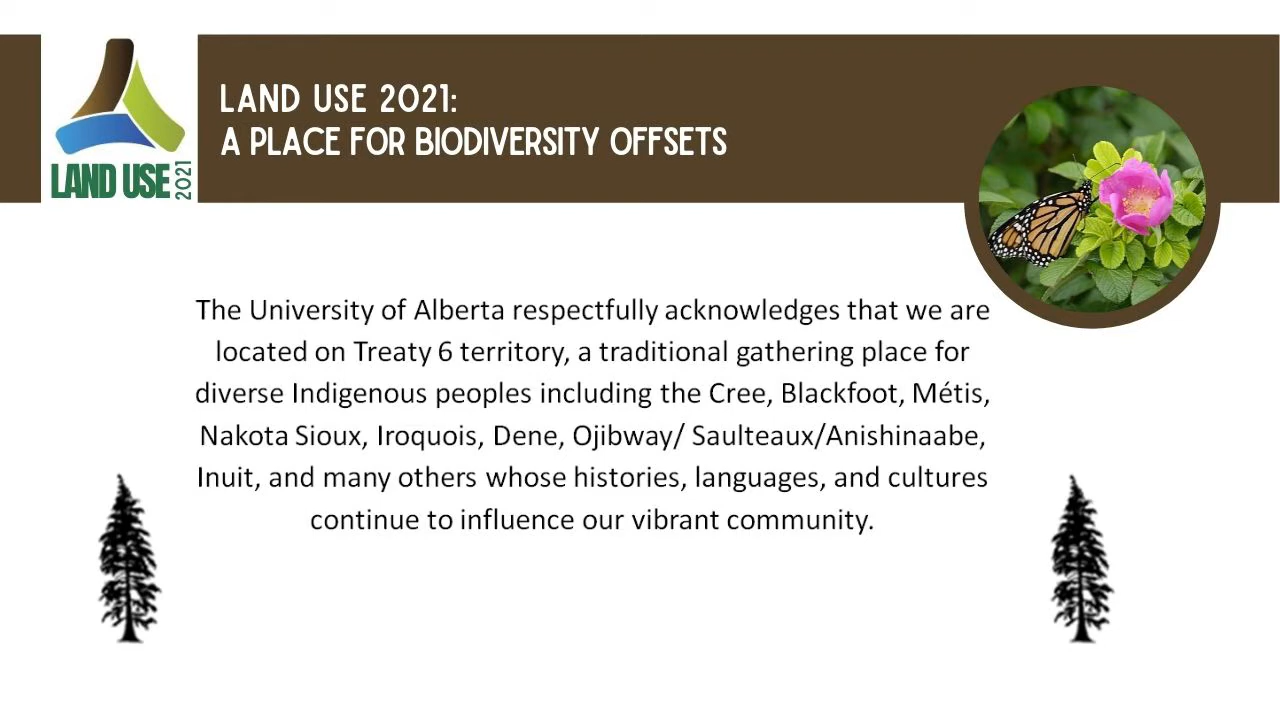 LAND USE 2021
LAND USE 2021:
A PLACE FOR BIODIVERSITY OFFSETS
The University of Alberta respectfully acknowledges that we are
located on Treaty 6 territory, a traditional gathering place for
diverse Indigenous peoples including the Cree, Blackfoot, Métis,
Nakota Sioux, Iroquois, Dene, Ojibway/ Saulteaux/Anishinaabe,
Inuit, and many others whose histories, languages, and cultures
continue to influence our vibrant community.